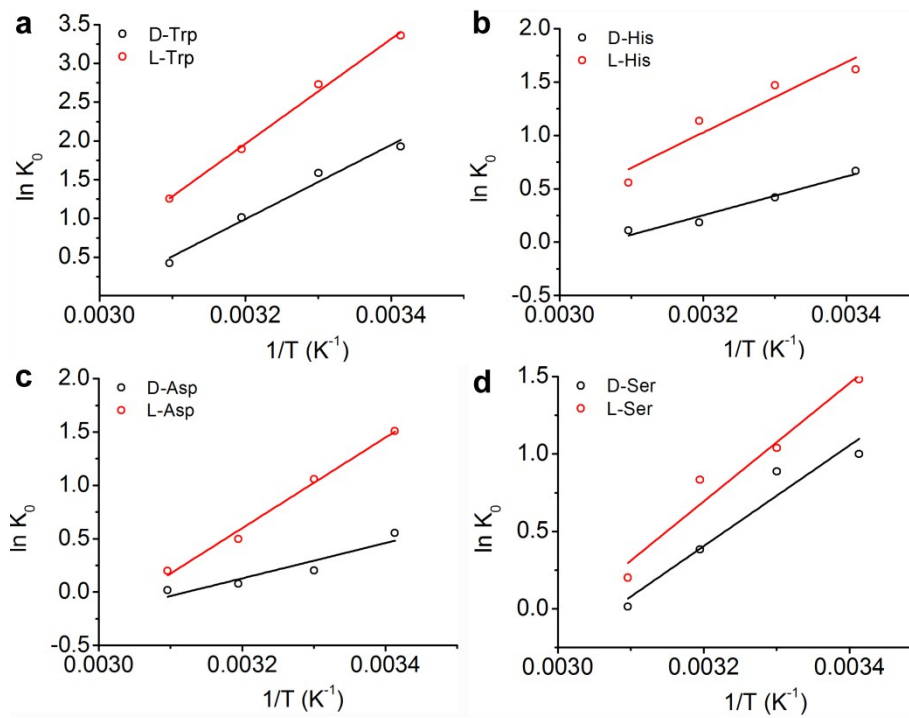 a
D-Trp
L-Trp
3.5
3.0
2.5
2.0
1.5
1.0
0.5
ln K₀
0.0030 0.0032 0.0034
1/T (K⁻¹)
b
D-His
L-His
2.0
1.5
1.0
0.5
0.0
-0.5
ln K₀
0.0030 0.0032 0.0034
1/T (K⁻¹)
c
D-Asp
L-Asp
2.0
1.5
1.0
0.5
0.0
-0.5
ln K₀
0.0030 0.0032 0.0034
1/T (K⁻¹)
d
D-Ser
L-Ser
1.5
1.0
0.5
0.0
ln K₀
0.0030 0.0032 0.0034
1/T (K⁻¹)